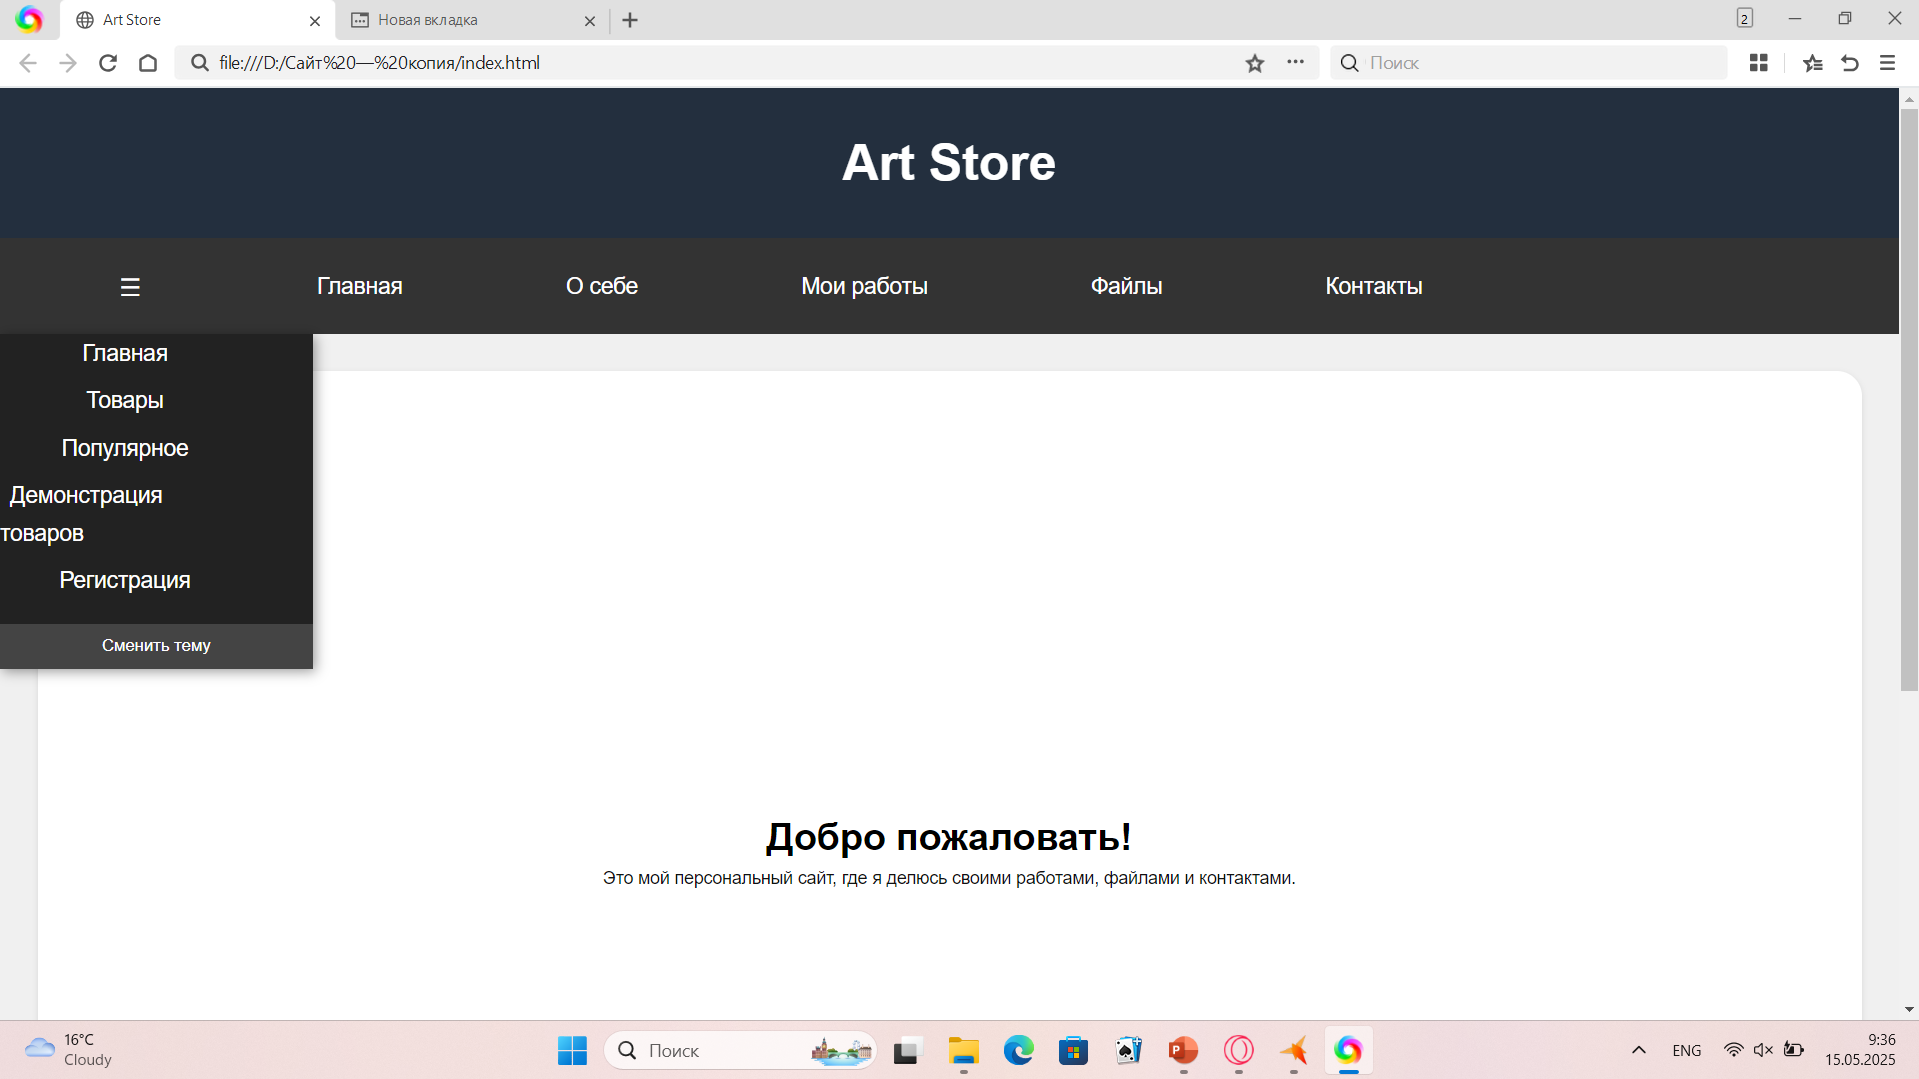 Art Store
Новая вкладка
2
file:///D:/Сайт%20—%20копия/index.html
Поиск
Art Store
☰ Главная О себе Мои работы Файлы Контакты
Главная
Товары
Популярное
Демонстрация
товаров
Регистрация
Сменить тему
Добро пожаловать!
Это мой персональный сайт, где я делюсь своими работами, файлами и контактами.
16°C
Cloudy
Поиск
P
ENG
9:36
15.05.2025